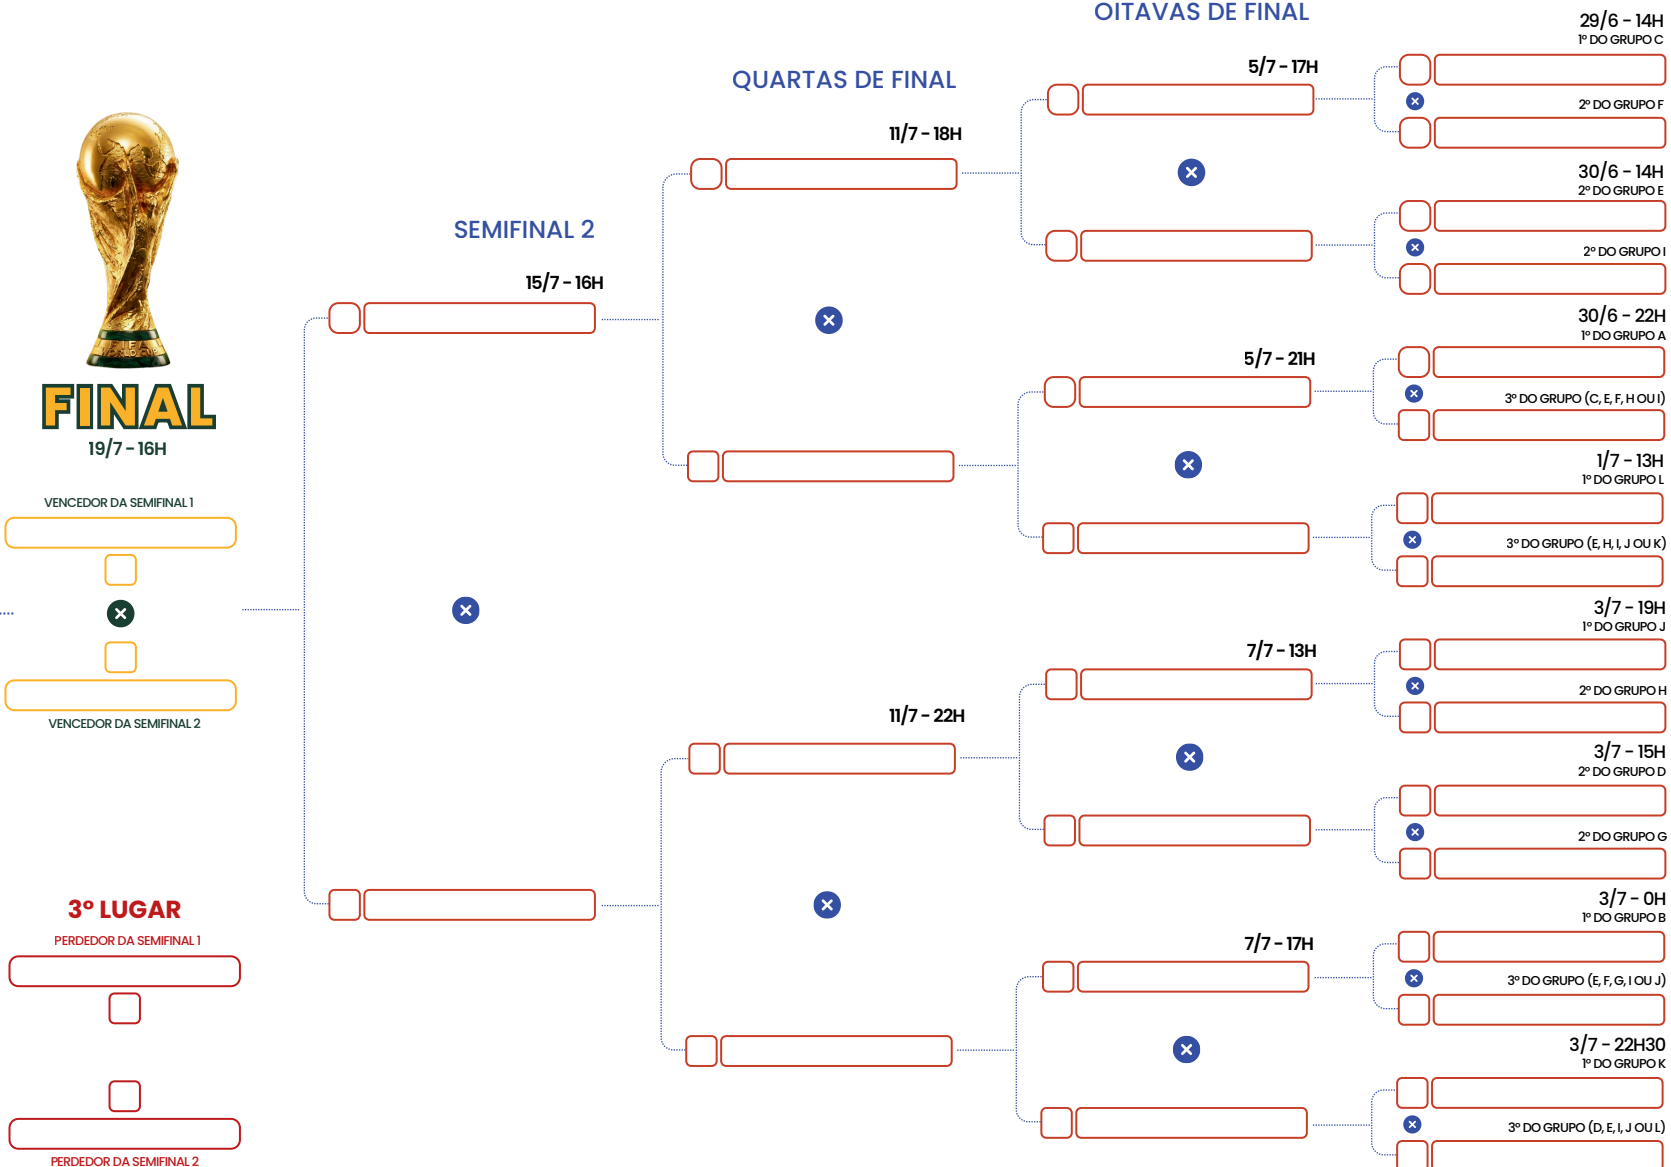 OITAVAS DE FINAL
29/6 - 14H
1º DO GRUPO C
2º DO GRUPO F
30/6 - 14H
2º DO GRUPO E
2º DO GRUPO I
30/6 - 22H
1º DO GRUPO A
3º DO GRUPO (C, E, F, H OU I)
1/7 - 13H
1º DO GRUPO L
3º DO GRUPO (E, H, I, J OU K)
3/7 - 19H
1º DO GRUPO J
2º DO GRUPO H
3/7 - 15H
2º DO GRUPO D
2º DO GRUPO G
3/7 - 0H
1º DO GRUPO B
3º DO GRUPO (E, F, G, I OU J)
3/7 - 22H30
1º DO GRUPO K
3º DO GRUPO (D, E, I, J OU L)
5/7 - 17H
5/7 - 21H
7/7 - 13H
7/7 - 17H
QUARTAS DE FINAL
11/7 - 18H
11/7 - 22H
SEMIFINAL 2
15/7 - 16H
FIFA
WORLD CUP
FINAL
19/7 - 16H
VENCEDOR DA SEMIFINAL 1
VENCEDOR DA SEMIFINAL 2
3º LUGAR
PERDEDOR DA SEMIFINAL 1
PERDEDOR DA SEMIFINAL 2